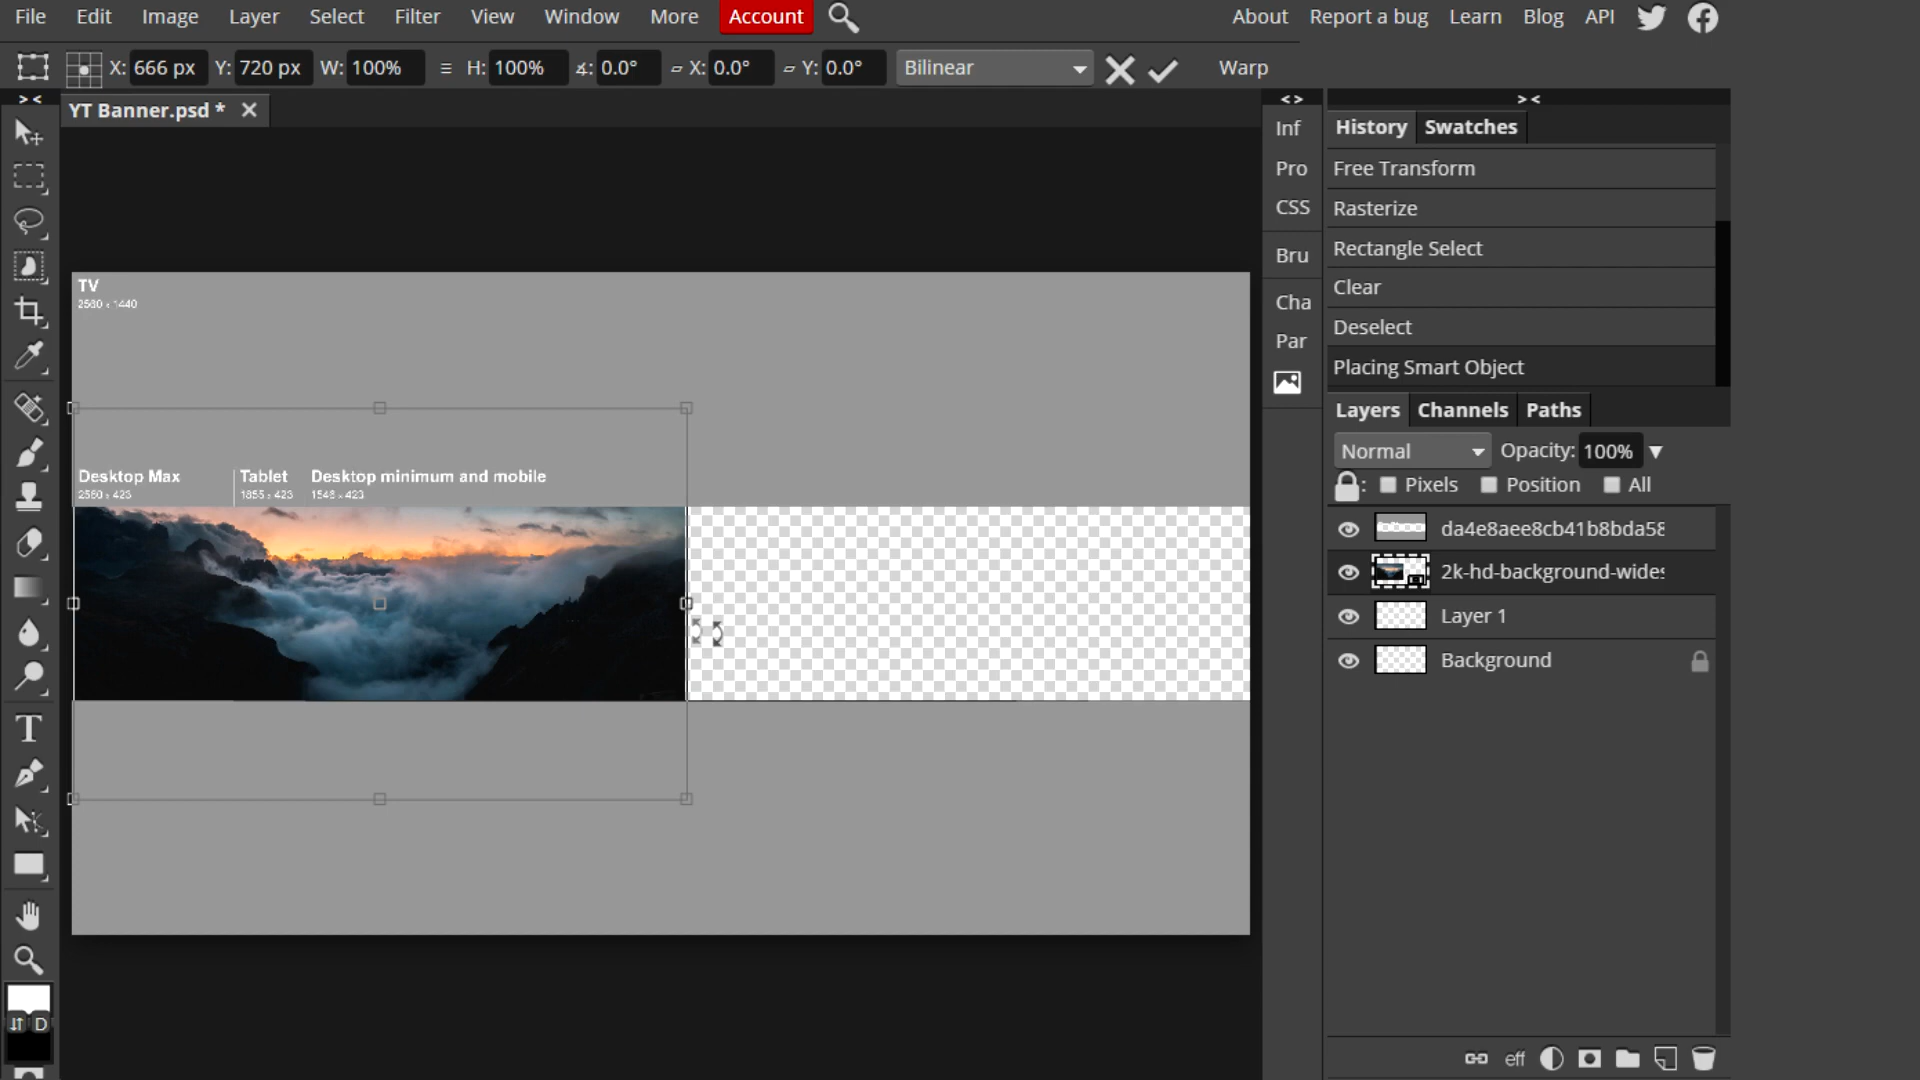 File Edit Image Layer Select Filter View Window More Account About Report a bug Learn Blog API
X: 666 px Y: 720 px W: 100% H: 100% 0.0° X: 0.0° Y: 0.0° Bilinear Warp
> < < > > <
YT Banner.psd *
Inf
Pro
CSS
Bru
Cha
Par
History Swatches
Free Transform
Rasterize
Rectangle Select
Clear
Deselect
Placing Smart Object
Layers Channels Paths
Normal Opacity: 100%
: Pixels Position All
da4e8aee8cb41b8bda58
2k-hd-background-wides
Layer 1
Background
TV
2560 x 1440
Desktop Max Tablet Desktop minimum and mobile
2560 x 423 1855 x 423 1546 x 423
D
eff